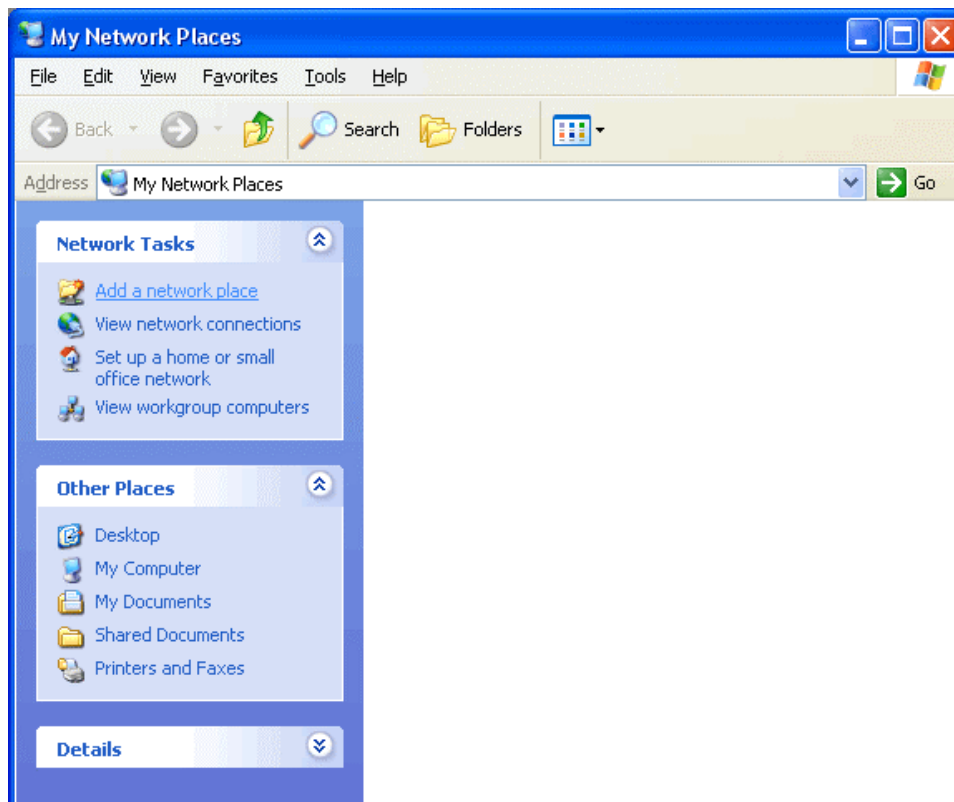 My Network Places
File Edit View Favorites Tools Help
Back Search Folders
Address My Network Places Go
Network Tasks
Add a network place
View network connections
Set up a home or small
office network
View workgroup computers
Other Places
Desktop
My Computer
My Documents
Shared Documents
Printers and Faxes
Details